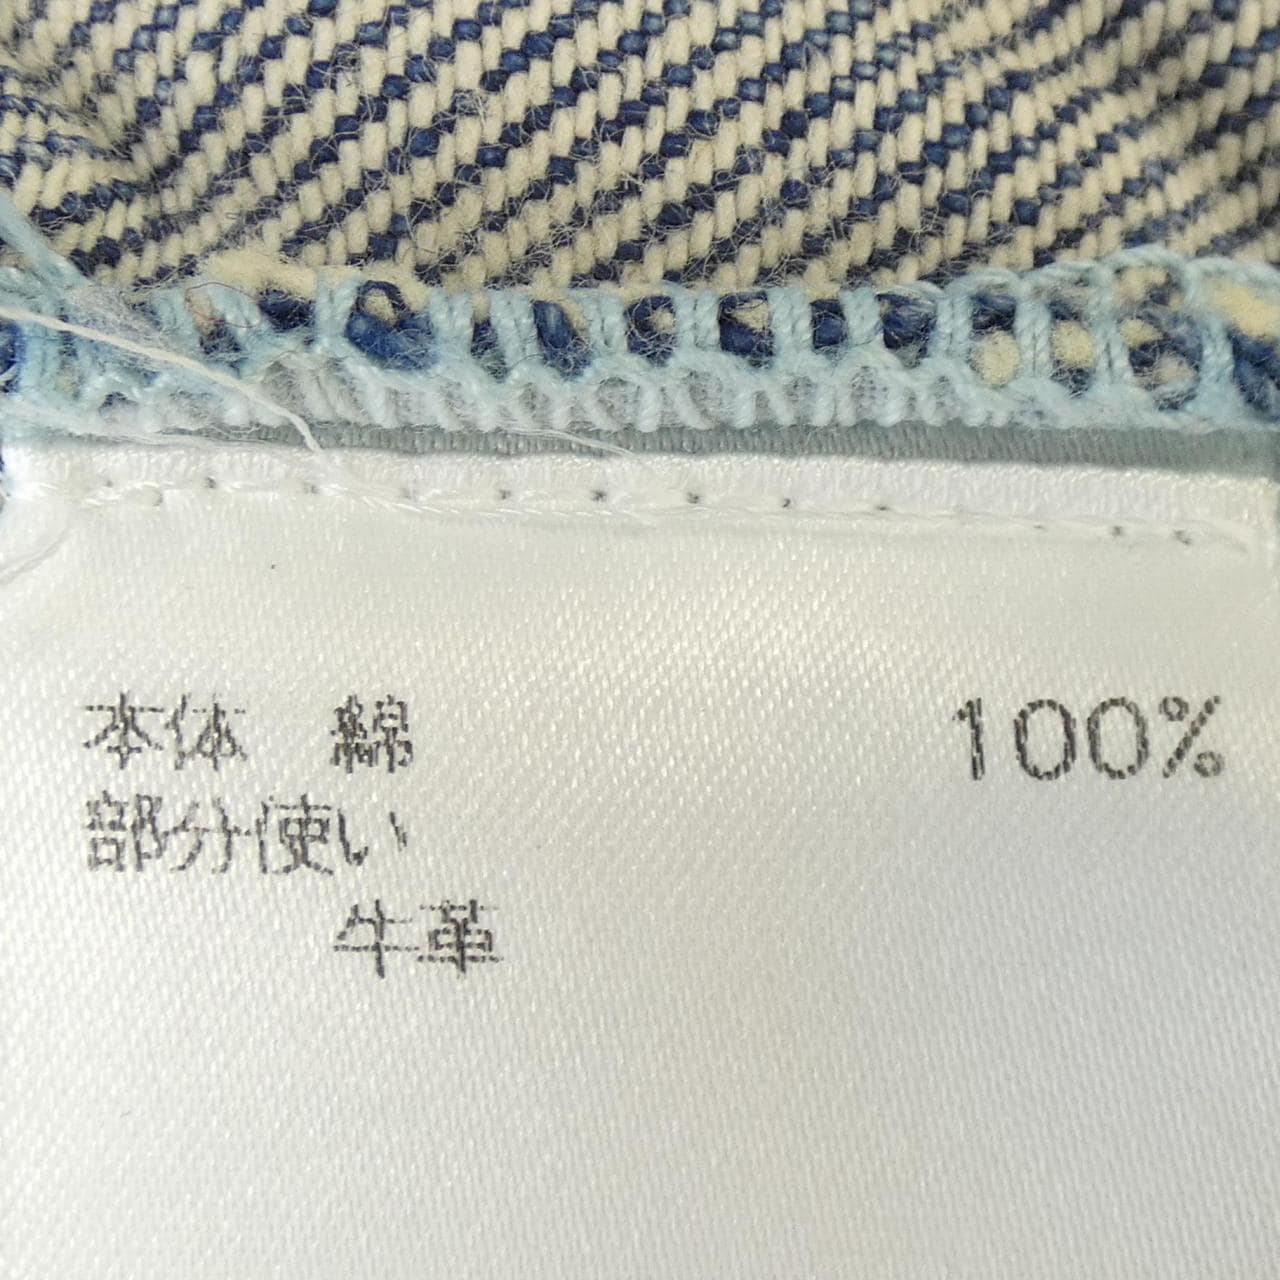 本体 綿 100%
部分使い
牛革